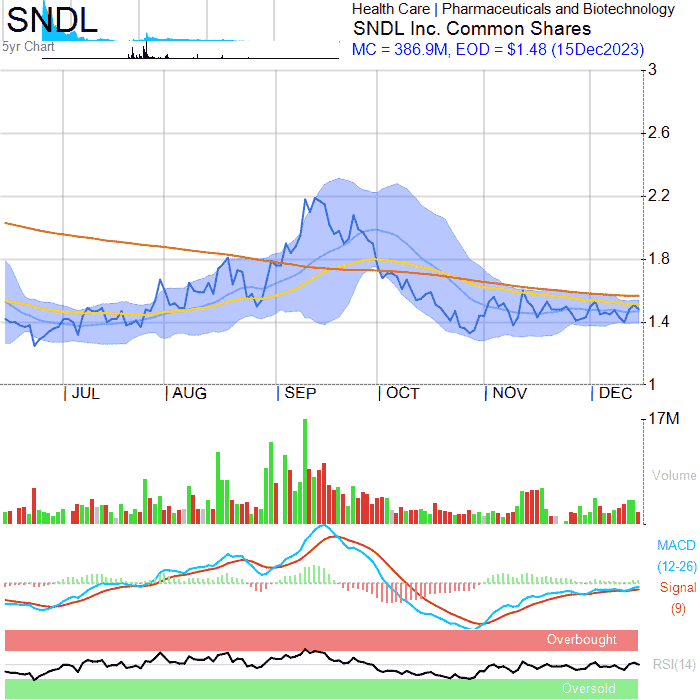 SNDL
Health Care | Pharmaceuticals and Biotechnology
SNDL Inc. Common Shares
5yr Chart
MC = 386.9M, EOD = $1.48 (15Dec2023)
3
2.6
2.2
1.8
1.4
1
JUL AUG SEP OCT NOV DEC
17M
Volume
MACD
(12-26)
Signal
(9)
Overbought
RSI(14)
Oversold